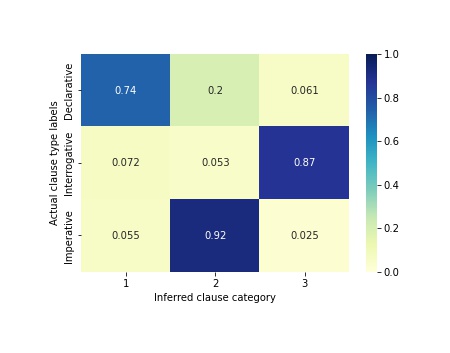 Actual clause type labels
Declarative
0.74 0.2 0.061
Interrogative
0.072 0.053 0.87
Imperative
0.055 0.92 0.025
1 2 3
Inferred clause category
1.0
0.8
0.6
0.4
0.2
0.0